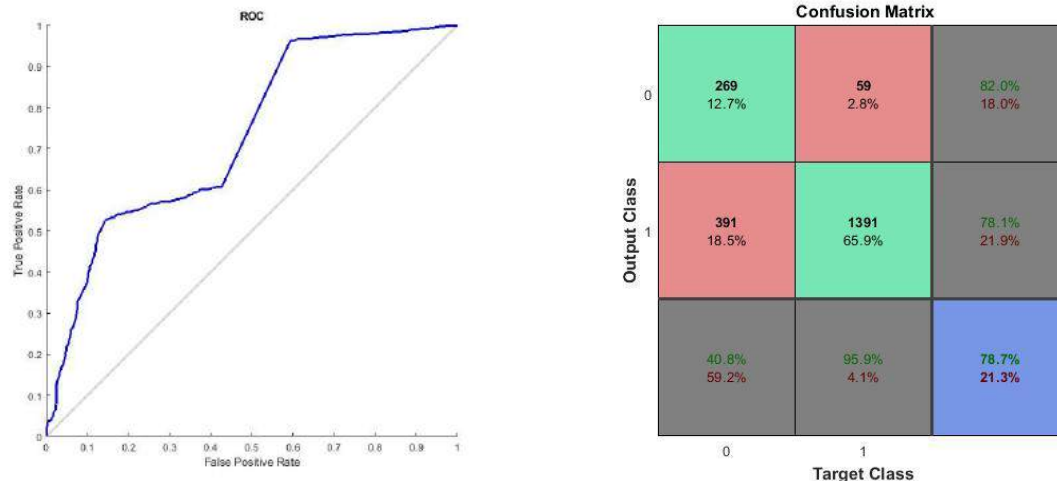 ROC
1
0.9
0.8
0.7
0.6
0.5
0.4
0.3
0.2
0.1
0
True Positive Rate
0 0.1 0.2 0.3 0.4 0.5 0.6 0.7 0.8 0.9 1
False Positive Rate
Confusion Matrix
Output Class
0
269 59 82.0%
12.7% 2.8% 18.0%
1
391 1391 78.1%
18.5% 65.9% 21.9%
40.8% 95.9% 78.7%
59.2% 4.1% 21.3%
0 1
Target Class